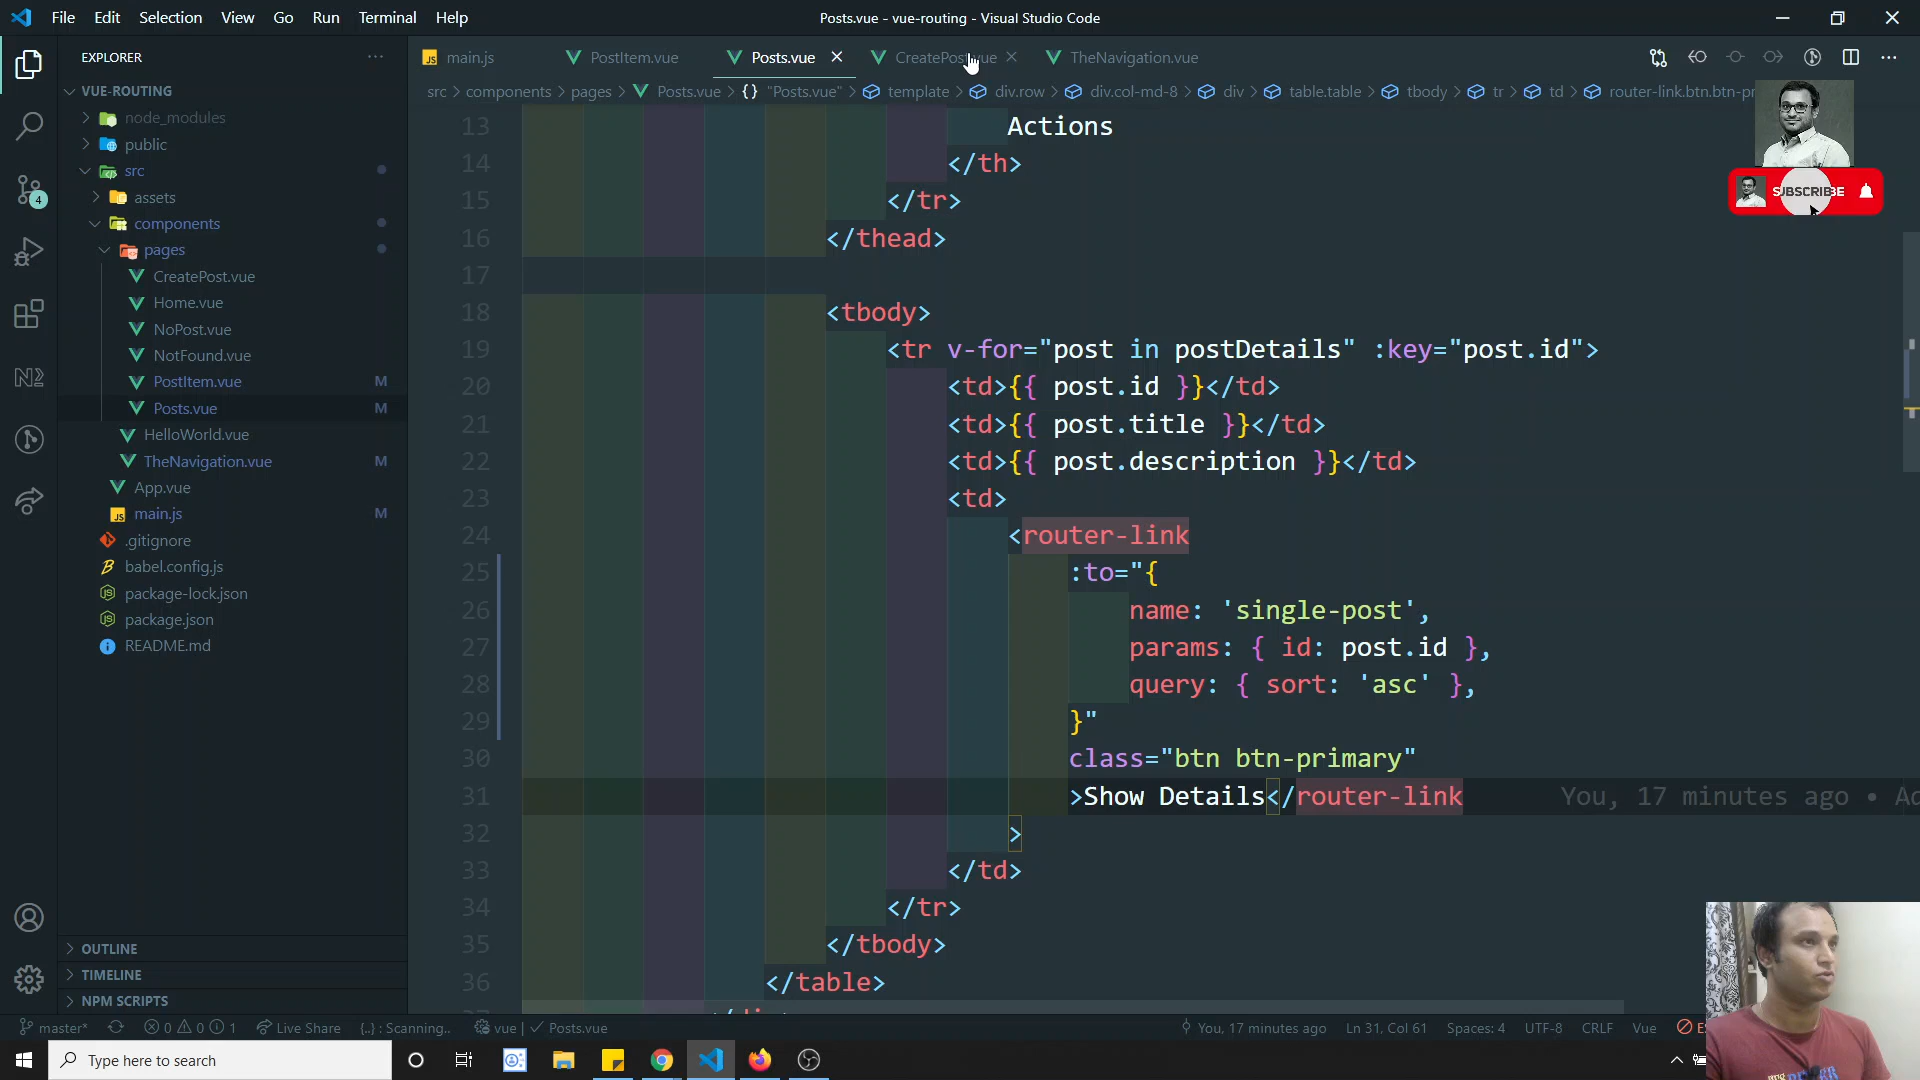 File Edit Selection View Go Run Terminal Help
Posts.vue - vue-routing - Visual Studio Code
EXPLORER
main.js PostItem.vue Posts.vue CreatePost.vue TheNavigation.vue
src > components > pages > Posts.vue > {} "Posts.vue" > template > div.row > div.col-md-8 > div > table.table > tbody > tr > td > router-link.btn.btn-pr
VUE-ROUTING
node_modules
public
src
assets
components
pages
CreatePost.vue
Home.vue
NoPost.vue
NotFound.vue
PostItem.vue M
Posts.vue M
HelloWorld.vue
TheNavigation.vue M
App.vue
main.js M
.gitignore
babel.config.js
package-lock.json
package.json
README.md
OUTLINE
TIMELINE
NPM SCRIPTS
4
13 Actions
14 </th>
15 </tr>
16 </thead>
17
18 <tbody>
19 <tr v-for="post in postDetails" :key="post.id">
20 <td>{{ post.id }}</td>
21 <td>{{ post.title }}</td>
22 <td>{{ post.description }}</td>
23 <td>
24 <router-link
25 :to="{
26 name: 'single-post',
27 params: { id: post.id },
28 query: { sort: 'asc' },
29 }"
30 class="btn btn-primary"
31 >Show Details</router-link You, 17 minutes ago • Ad
32 >
33 </td>
34 </tr>
35 </tbody>
36 </table>
SUBSCRIBE
master* 0 0 1 Live Share {..} : Scanning.. vue | Posts.vue You, 17 minutes ago Ln 31, Col 61 Spaces: 4 UTF-8 CRLF Vue
Type here to search